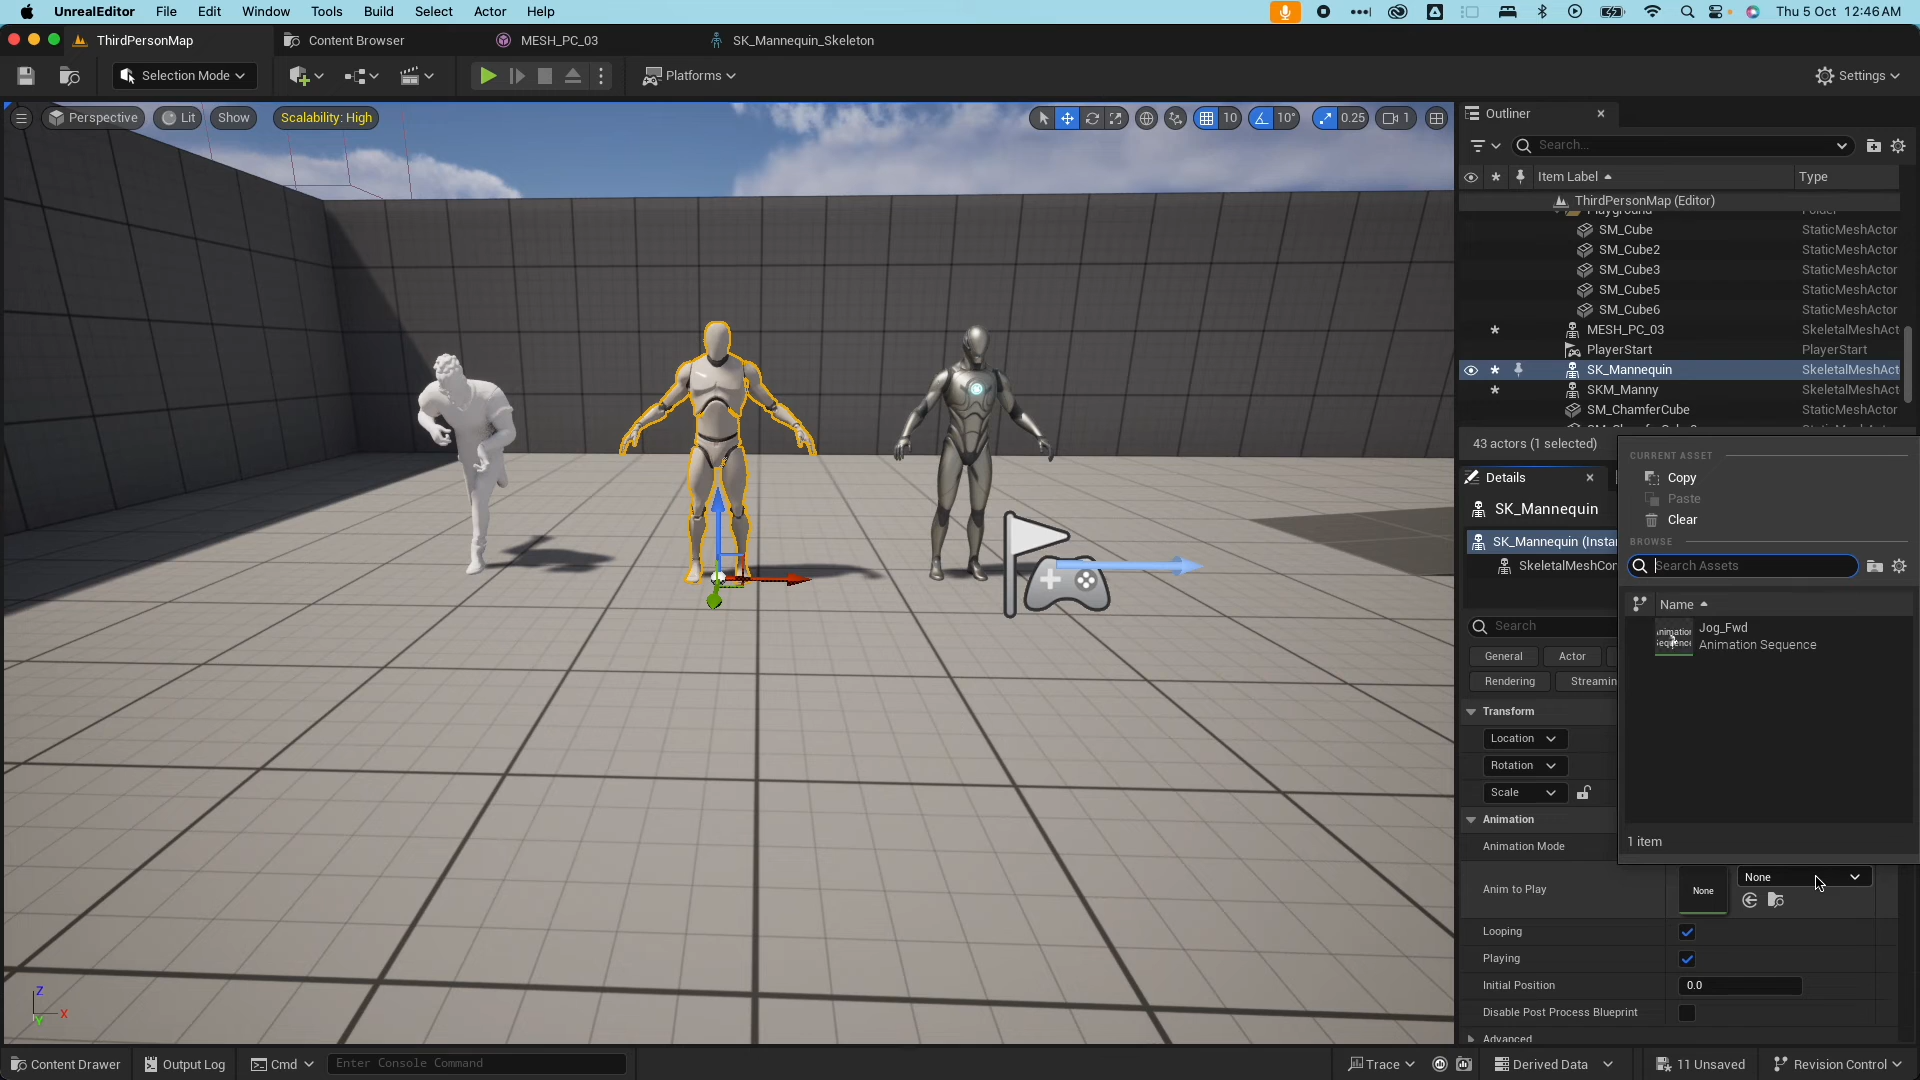 UnrealEditor File Edit Window Tools Build Select Actor Help Thu 5 Oct 12:46 AM
ThirdPersonMap Content Browser MESH_PC_03 SK_Mannequin_Skeleton
Selection Mode Platforms Settings
Perspective Lit Show Scalability: High 10 10° 0.25 1
Outliner
Search...
Item Label Type
ThirdPersonMap (Editor)
Playground Folder
SM_Cube StaticMeshActor
SM_Cube2 StaticMeshActor
SM_Cube3 StaticMeshActor
SM_Cube5 StaticMeshActor
SM_Cube6 StaticMeshActor
MESH_PC_03 SkeletalMeshAct
PlayerStart PlayerStart
SK_Mannequin SkeletalMeshAct
SKM_Manny SkeletalMeshAct
SM_ChamferCube StaticMeshActor
43 actors (1 selected)
CURRENT ASSET
Copy
Paste
Clear
BROWSE
Search Assets
Name
Jog_Fwd
Animation Sequence
1 item
Details
SK_Mannequin
SK_Mannequin (Instan
SkeletalMeshCon
Search
General Actor
Rendering Streamin
Transform
Location
Rotation
Scale
Animation
Animation Mode
Anim to Play None None
Looping
Playing
Initial Position 0.0
Disable Post Process Blueprint
Advanced
Z
X
Y
Content Drawer Output Log Cmd Enter Console Command Trace Derived Data 11 Unsaved Revision Control